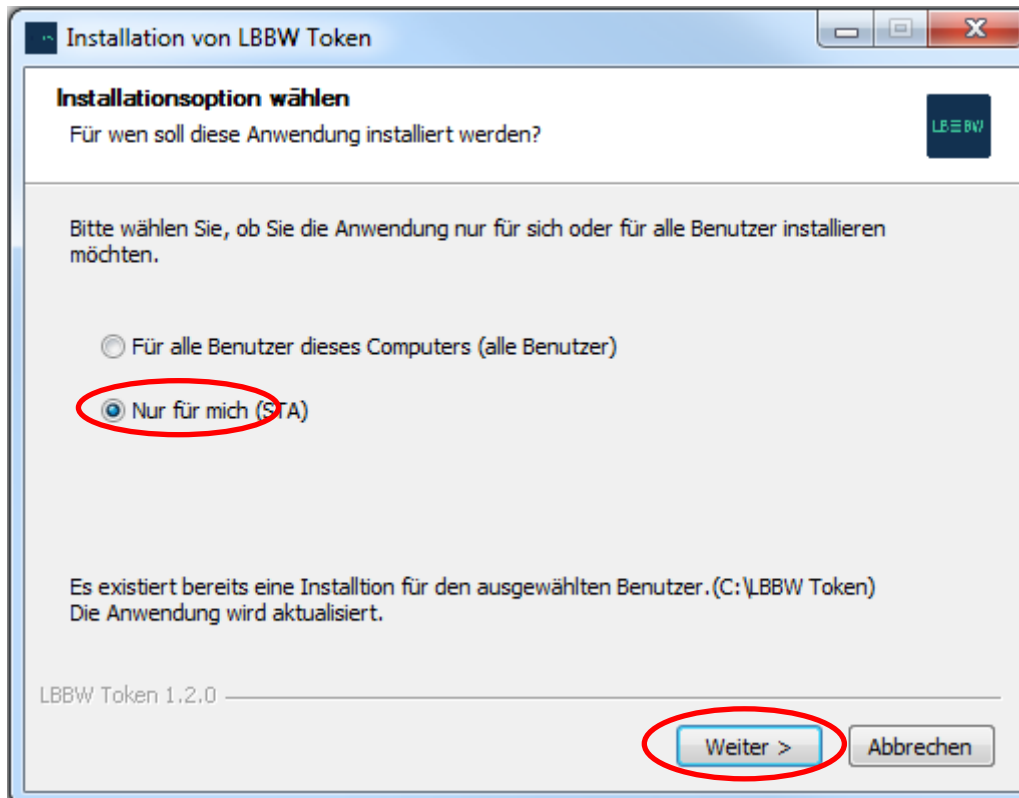 Installation von LBBW Token
Installationsoption wählen
Für wen soll diese Anwendung installiert werden?
LB☰BW
Bitte wählen Sie, ob Sie die Anwendung nur für sich oder für alle Benutzer installieren
möchten.
Für alle Benutzer dieses Computers (alle Benutzer)
Nur für mich (STA)
Es existiert bereits eine Installtion für den ausgewählten Benutzer.(C:\LBBW Token)
Die Anwendung wird aktualisiert.
LBBW Token 1.2.0
Weiter >
Abbrechen